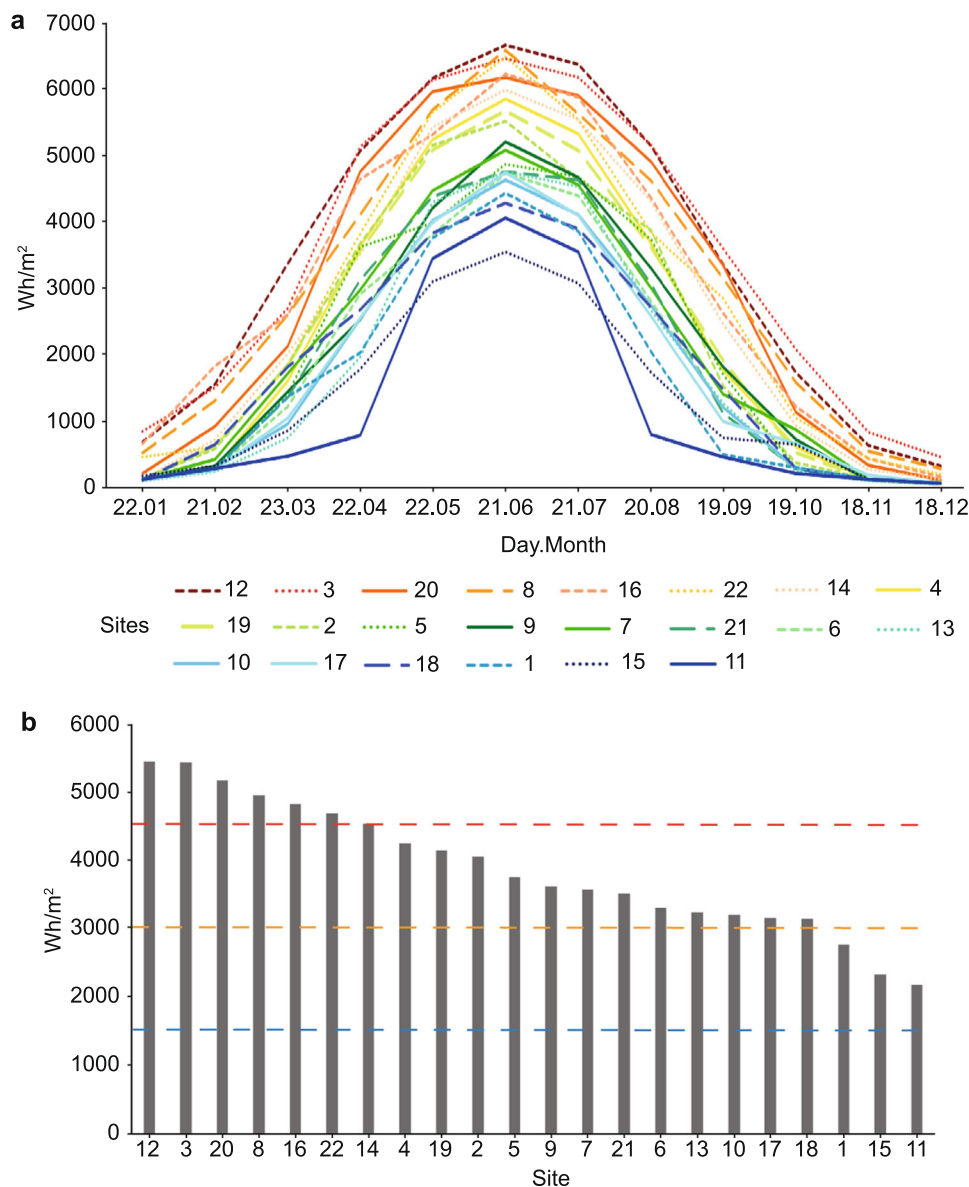 a
7000
6000
5000
4000
3000
2000
1000
0
Wh/m²
22.01 21.02 23.03 22.04 22.05 21.06 21.07 20.08 19.09 19.10 18.11 18.12
Day.Month
12 3 20 8 16 22 14 4
Sites 19 2 5 9 7 21 6 13
10 17 18 1 15 11
b
6000
5000
4000
3000
2000
1000
0
Wh/m²
12 3 20 8 16 22 14 4 19 2 5 9 7 21 6 13 10 17 18 1 15 11
Site